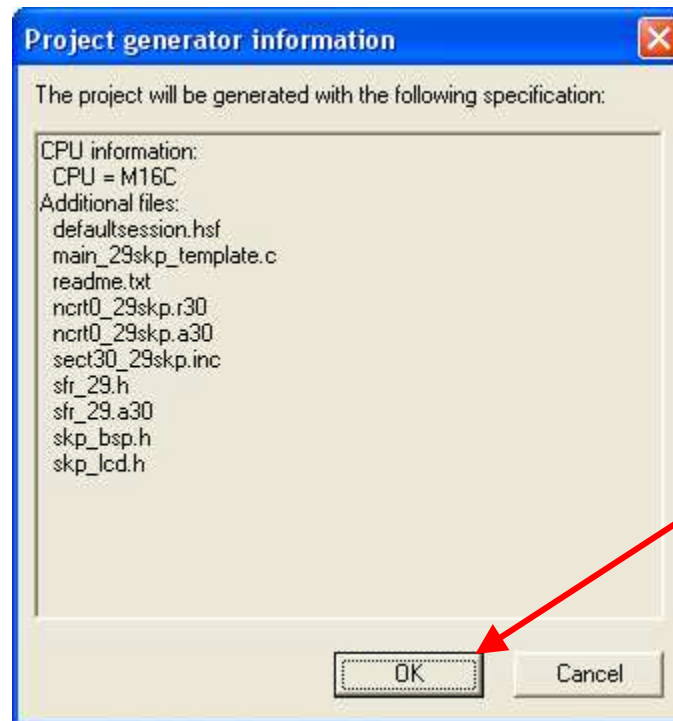 Project generator information
The project will be generated with the following specification:
CPU information:
CPU = M16C
Additional files:
defaultsession.hsf
main_29skp_template.c
readme.txt
ncrt0_29skp.r30
ncrt0_29skp.a30
sect30_29skp.inc
sfr_29.h
sfr_29.a30
skp_bsp.h
skp_lcd.h
OK
Cancel